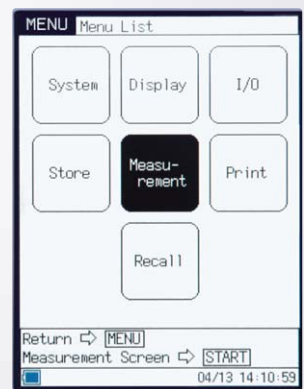 MENU Menu List
System Display I/O
Store Measu-
rement Print
Recall
Return ⇨ MENU
Measurement Screen ⇨ START
04/13 14:10:59